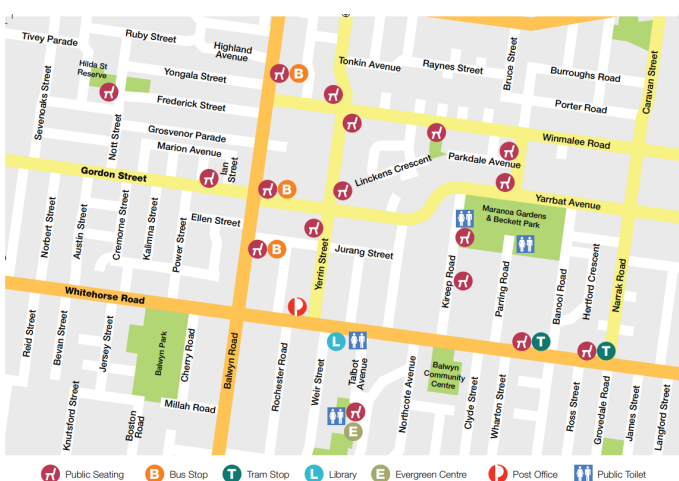 Tivey Parade
Ruby Street
Highland
Avenue
Hilda St
Reserve
Yongala Street
Tonkin Avenue
Raynes Street
Bruce Street
Burroughs Road
Caravan Street
Sevenoaks Street
Nott Street
Frederick Street
Porter Road
Grosvenor Parade
Marion Avenue
Ian
Street
Winmalee Road
Linckens Crescent
Parkdale Avenue
Gordon Street
Yarrbat Avenue
Norbert Street
Austin Street
Cremorne Street
Kalimna Street
Power Street
Ellen Street
B
B
B
Yerrin Street
Jurang Street
Maranoa Gardens
& Beckett Park
Kireep Road
Parring Road
Banool Road
Hertford Crescent
Narrak Road
Whitehorse Road
P
L
T
T
Reid Street
Bevan Street
Jersey Street
Balwyn Park
Cherry Road
Balwyn Road
Rochester Road
Weir Street
Talbot
Avenue
Northcote Avenue
Balwyn
Community
Centre
Clyde Street
Wharton Street
Ross Street
Grovedale Road
James Street
Langford Street
Knutsford Street
Boston
Road
Millah Road
E
Public Seating
B Bus Stop
T Tram Stop
L Library
E Evergreen Centre
P Post Office
Public Toilet